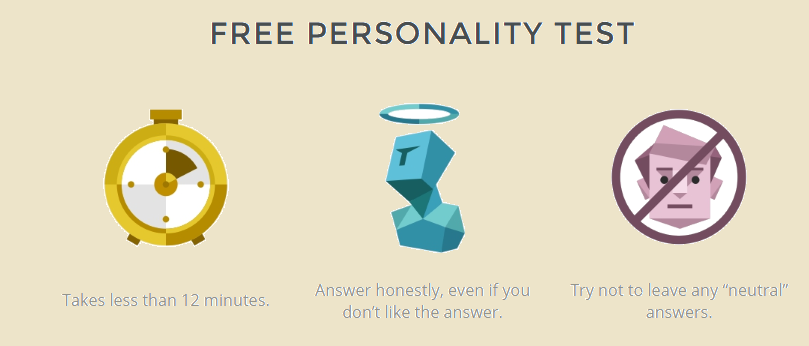 FREE PERSONALITY TEST
Takes less than 12 minutes.
Answer honestly, even if you
don’t like the answer.
Try not to leave any “neutral”
answers.